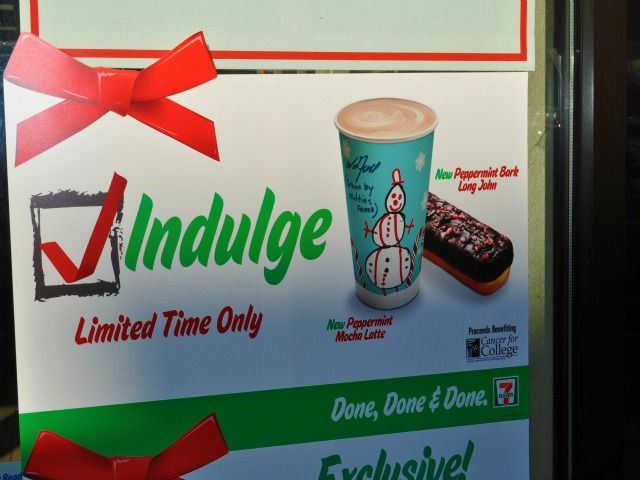 Indulge
Limited Time Only
New Peppermint Bark
Long John
New Peppermint
Mocha Latte
Proceeds Benefiting
Cancer for
College
Done, Done & Done.
Exclusive!